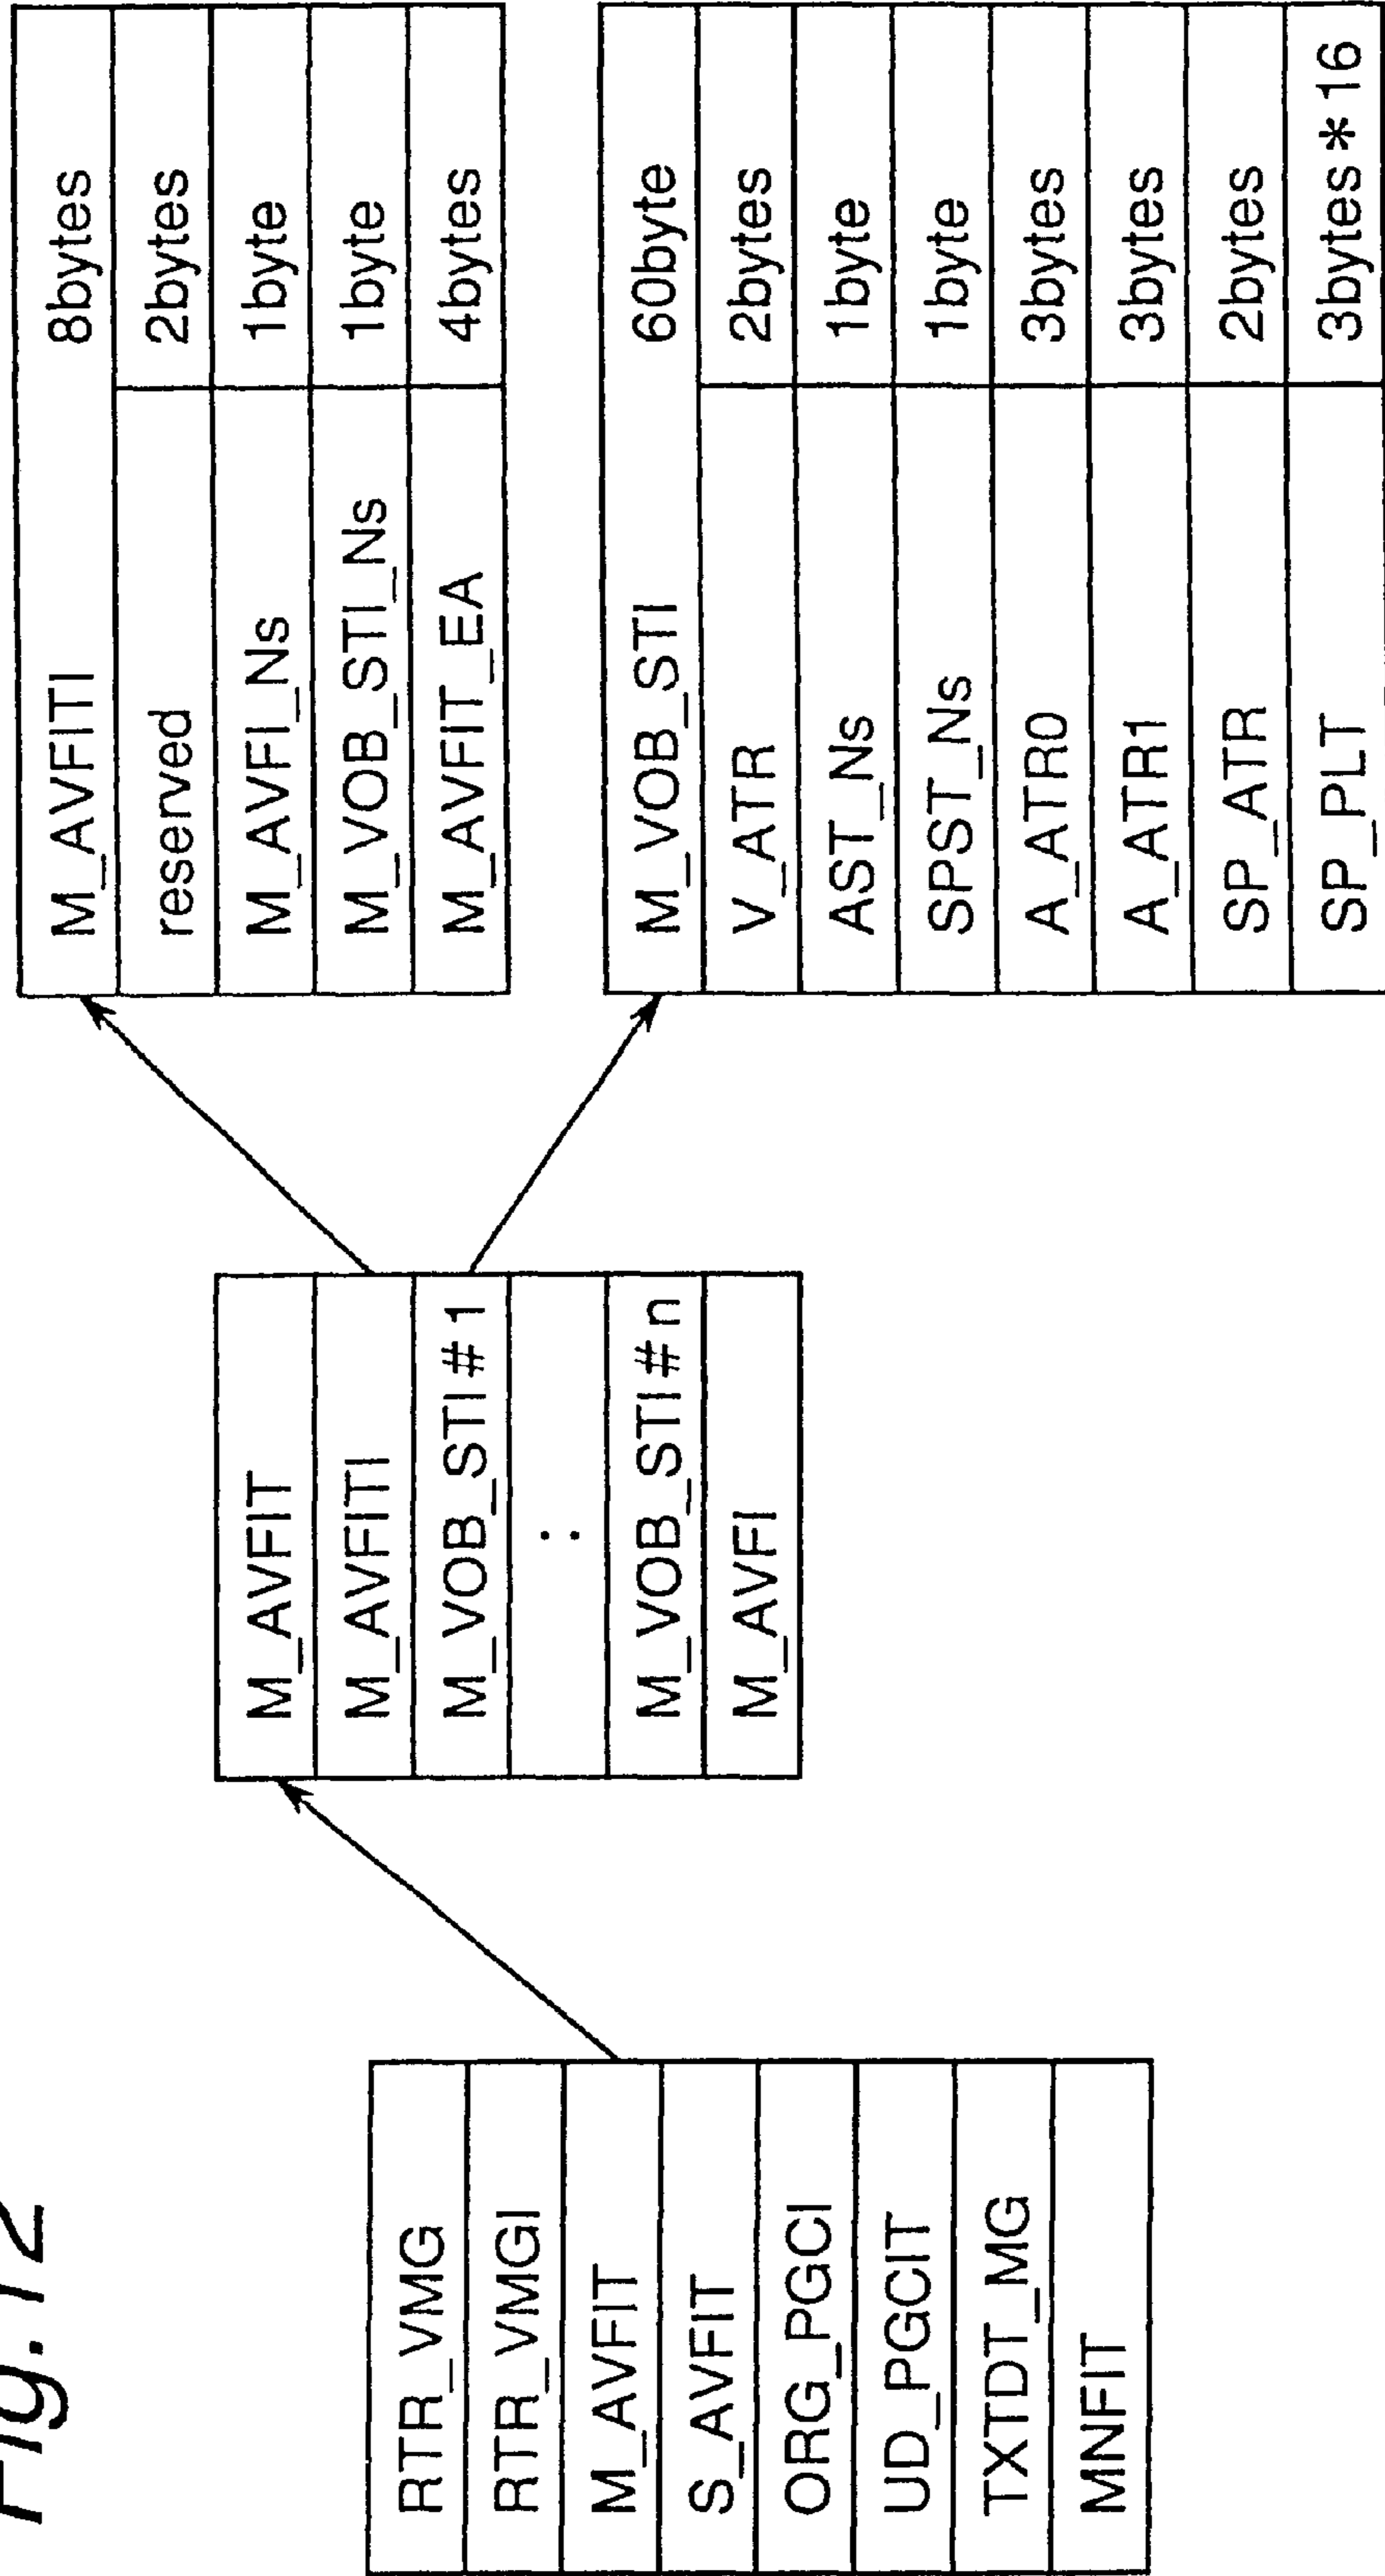 Fig. 12
RTR_VMG
RTR_VMGI
M_AVFIT
S_AVFIT
ORG_PGCI
UD_PGCIT
TXTDT_MG
MNFIT
M_AVFIT
M_AVFITI
M_VOB_STI#1
:
M_VOB_STI#n
M_AVFI
M_AVFITI 8bytes
reserved 2bytes
M_AVFI_Ns 1byte
M_VOB_STI_Ns 1byte
M_AVFIT_EA 4bytes
M_VOB_STI 60byte
V_ATR 2bytes
AST_Ns 1byte
SPST_Ns 1byte
A_ATR0 3bytes
A_ATR1 3bytes
SP_ATR 2bytes
SP_PLT 3bytes*16